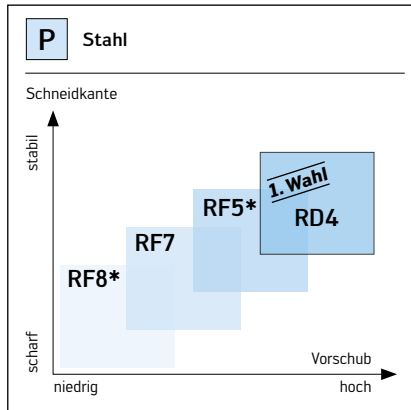 P Stahl
Schneidkante
stabil
1. Wahl
RD4
RF5*
RF7
RF8*
scharf
Vorschub
niedrig
hoch